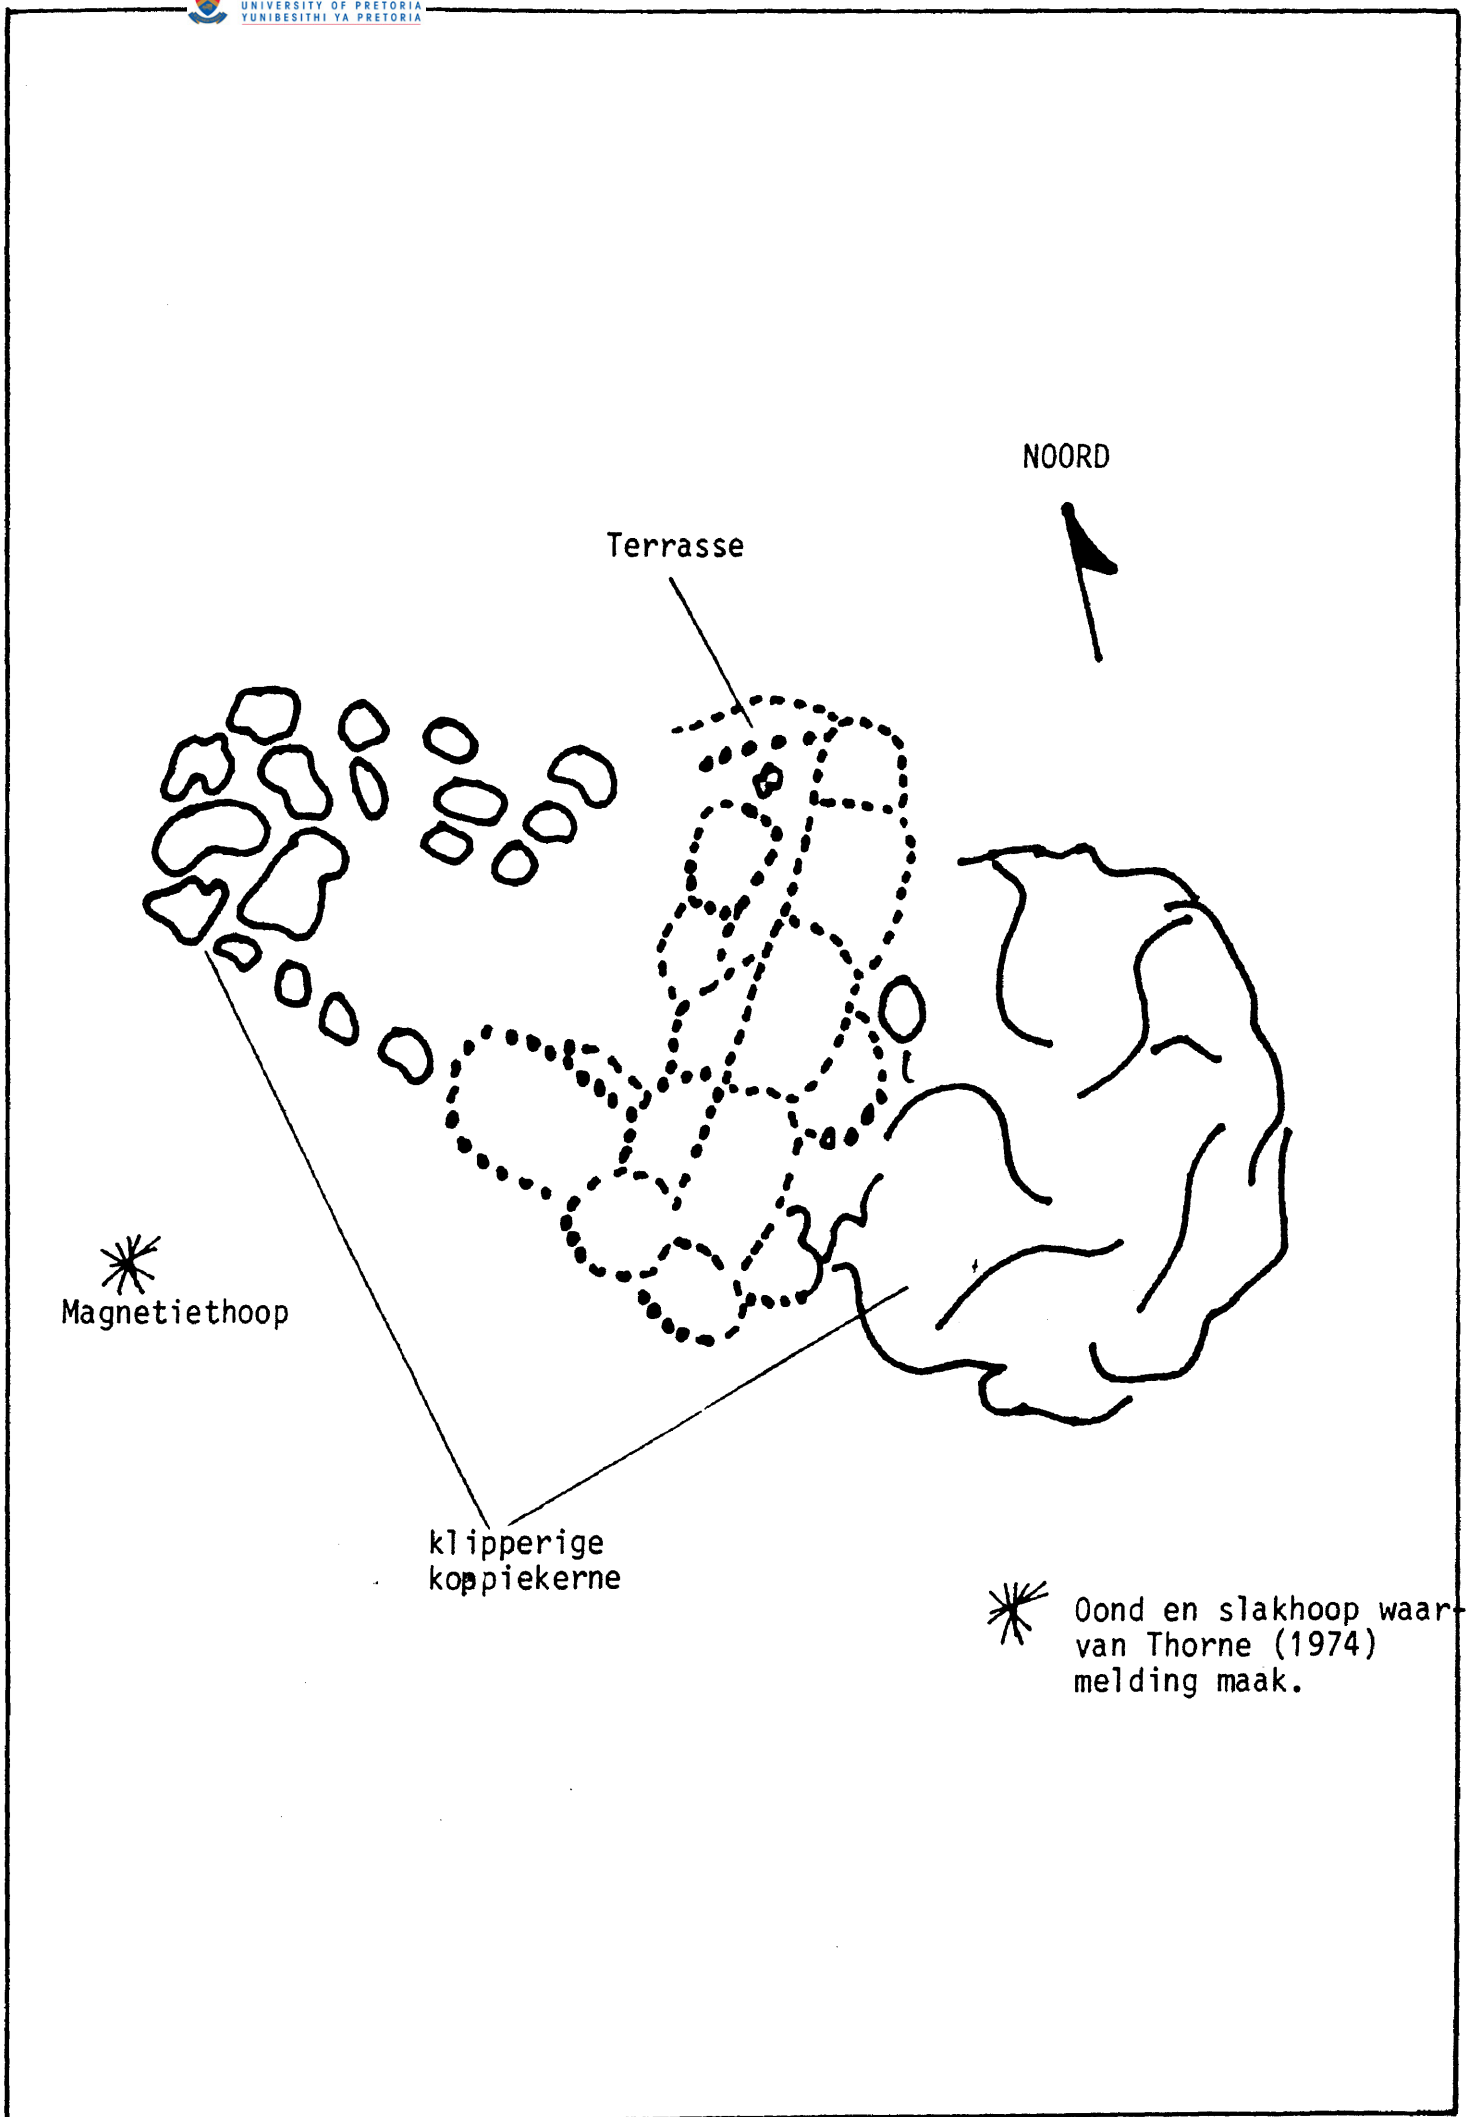 UNIVERSITY OF PRETORIA
YUNIBESITHI YA PRETORIA
NOORD
Terrasse
Magnetiethoop
klipperige
koppiekerne
Oond en slakhoop waar-
van Thorne (1974)
melding maak.